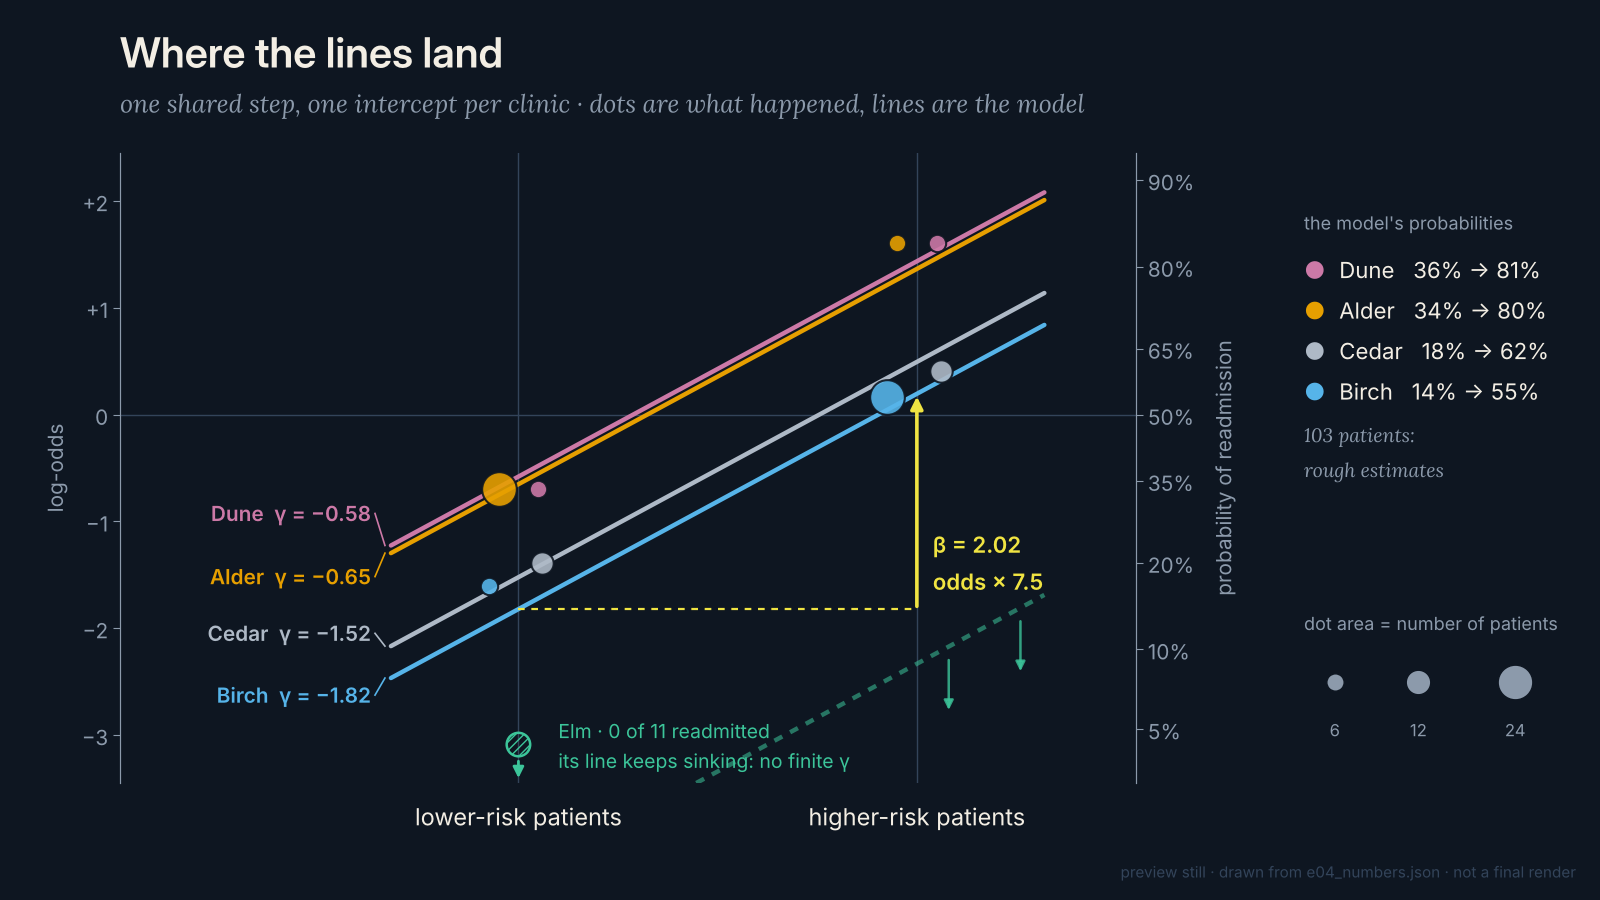 Where the lines land
one shared step, one intercept per clinic · dots are what happened, lines are the model
+2
+1
0
−1
−2
−3
log-odds
90%
80%
65%
50%
35%
20%
10%
5%
probability of readmission
Dune γ = −0.58
Alder γ = −0.65
Cedar γ = −1.52
Birch γ = −1.82
β = 2.02
odds × 7.5
Elm · 0 of 11 readmitted
its line keeps sinking: no finite γ
lower-risk patients
higher-risk patients
the model's probabilities
Dune 36% → 81%
Alder 34% → 80%
Cedar 18% → 62%
Birch 14% → 55%
103 patients:
rough estimates
dot area = number of patients
6
12
24
preview still · drawn from e04_numbers.json · not a final render